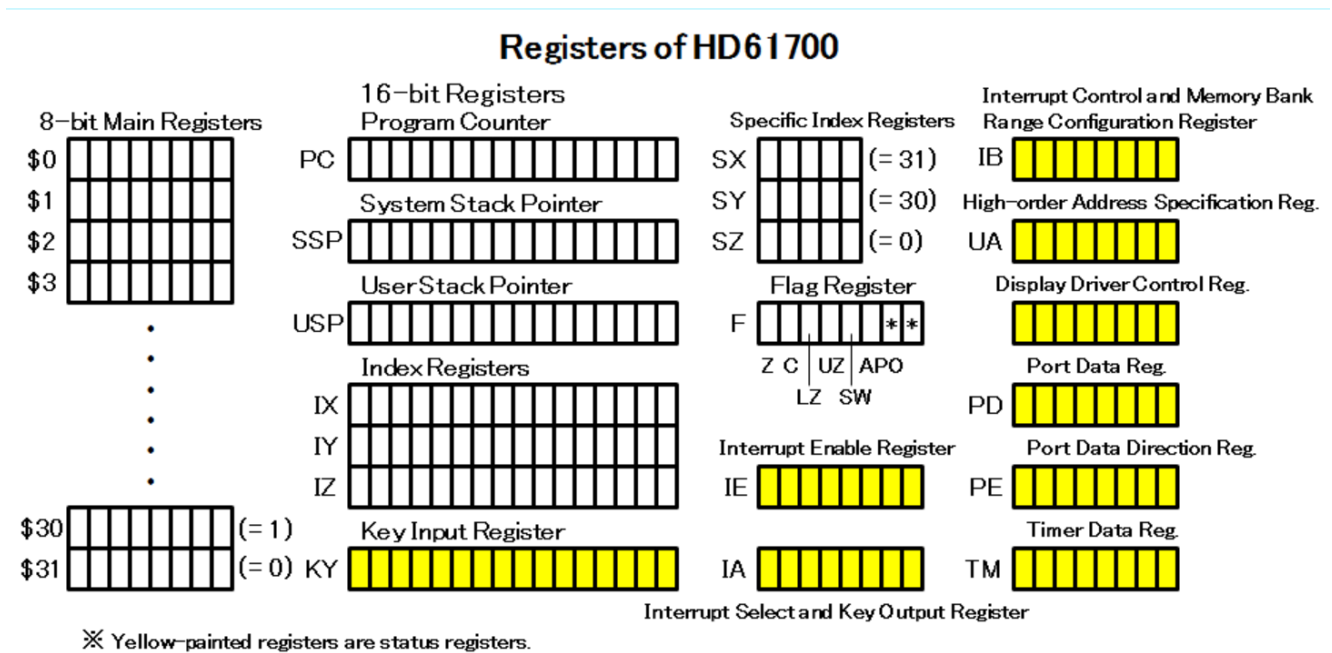 Registers of HD61700
8-bit Main Registers
$0
$1
$2
$3
$30 (= 1)
$31 (= 0)
16-bit Registers
Program Counter
PC
System Stack Pointer
SSP
User Stack Pointer
USP
Index Registers
IX
IY
IZ
Key Input Register
KY
Specific Index Registers
SX (= 31)
SY (= 30)
SZ (= 0)
Flag Register
F * *
Z C UZ APO
LZ SW
Interrupt Enable Register
IE
IA
Interrupt Select and Key Output Register
Interrupt Control and Memory Bank
Range Configuration Register
IB
High-order Address Specification Reg.
UA
Display Driver Control Reg.
Port Data Reg.
PD
Port Data Direction Reg.
PE
Timer Data Reg.
TM
※ Yellow-painted registers are status registers.